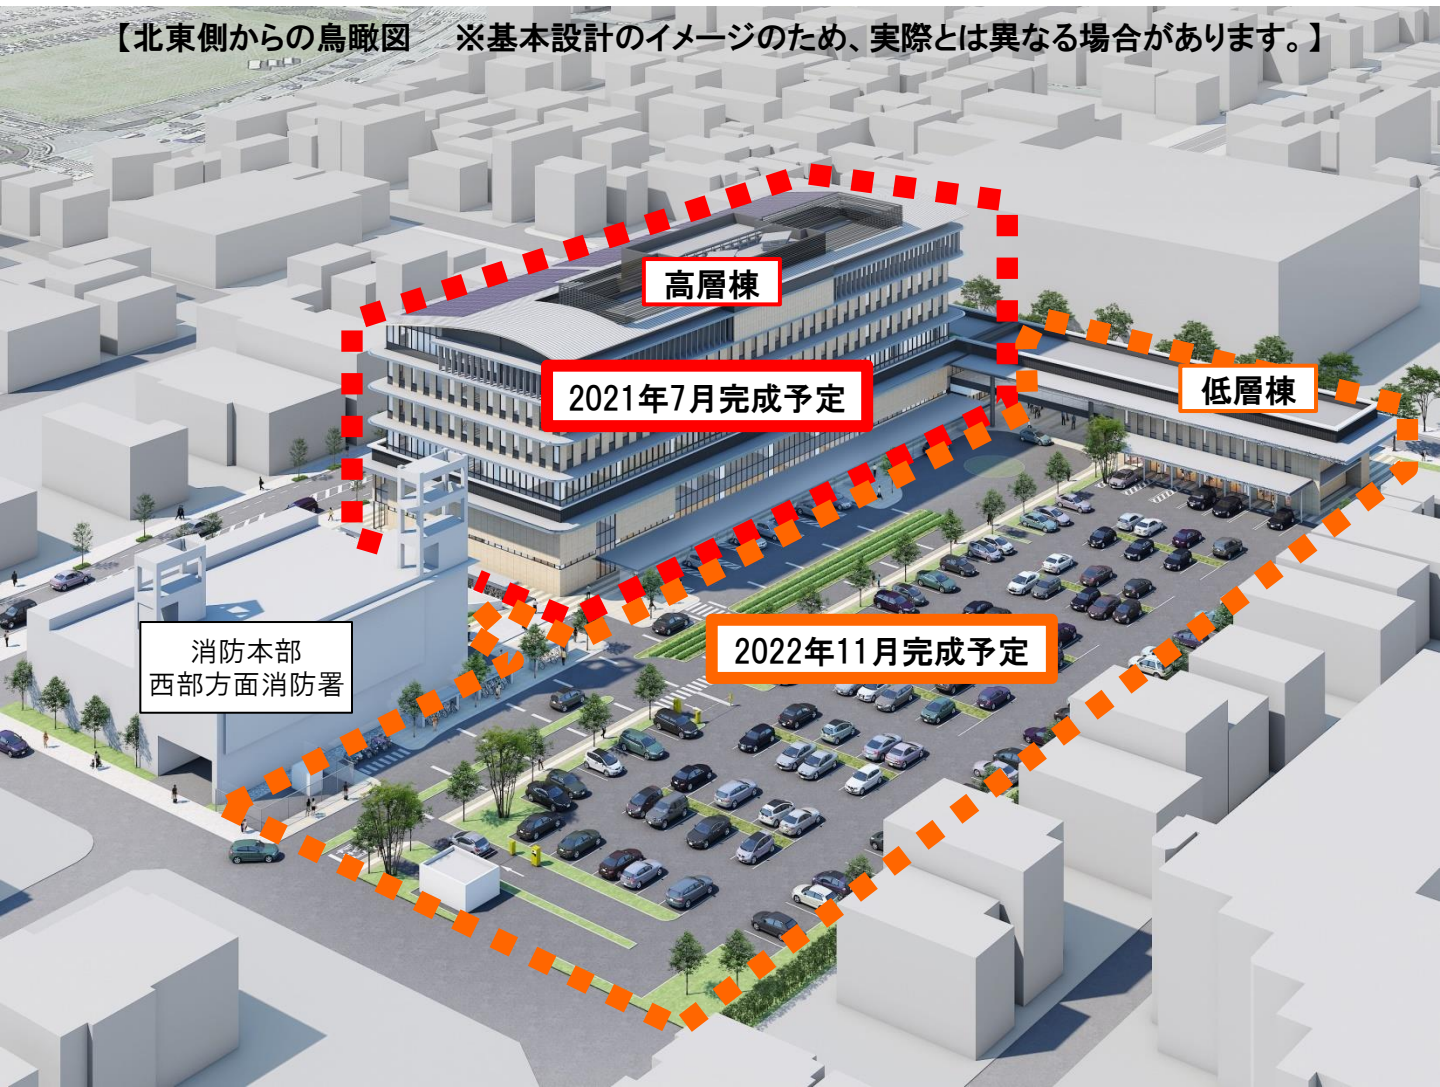 【北東側からの鳥瞰図　※基本設計のイメージのため、実際とは異なる場合があります。】
高層棟
2021年7月完成予定
低層棟
2022年11月完成予定
消防本部
西部方面消防署